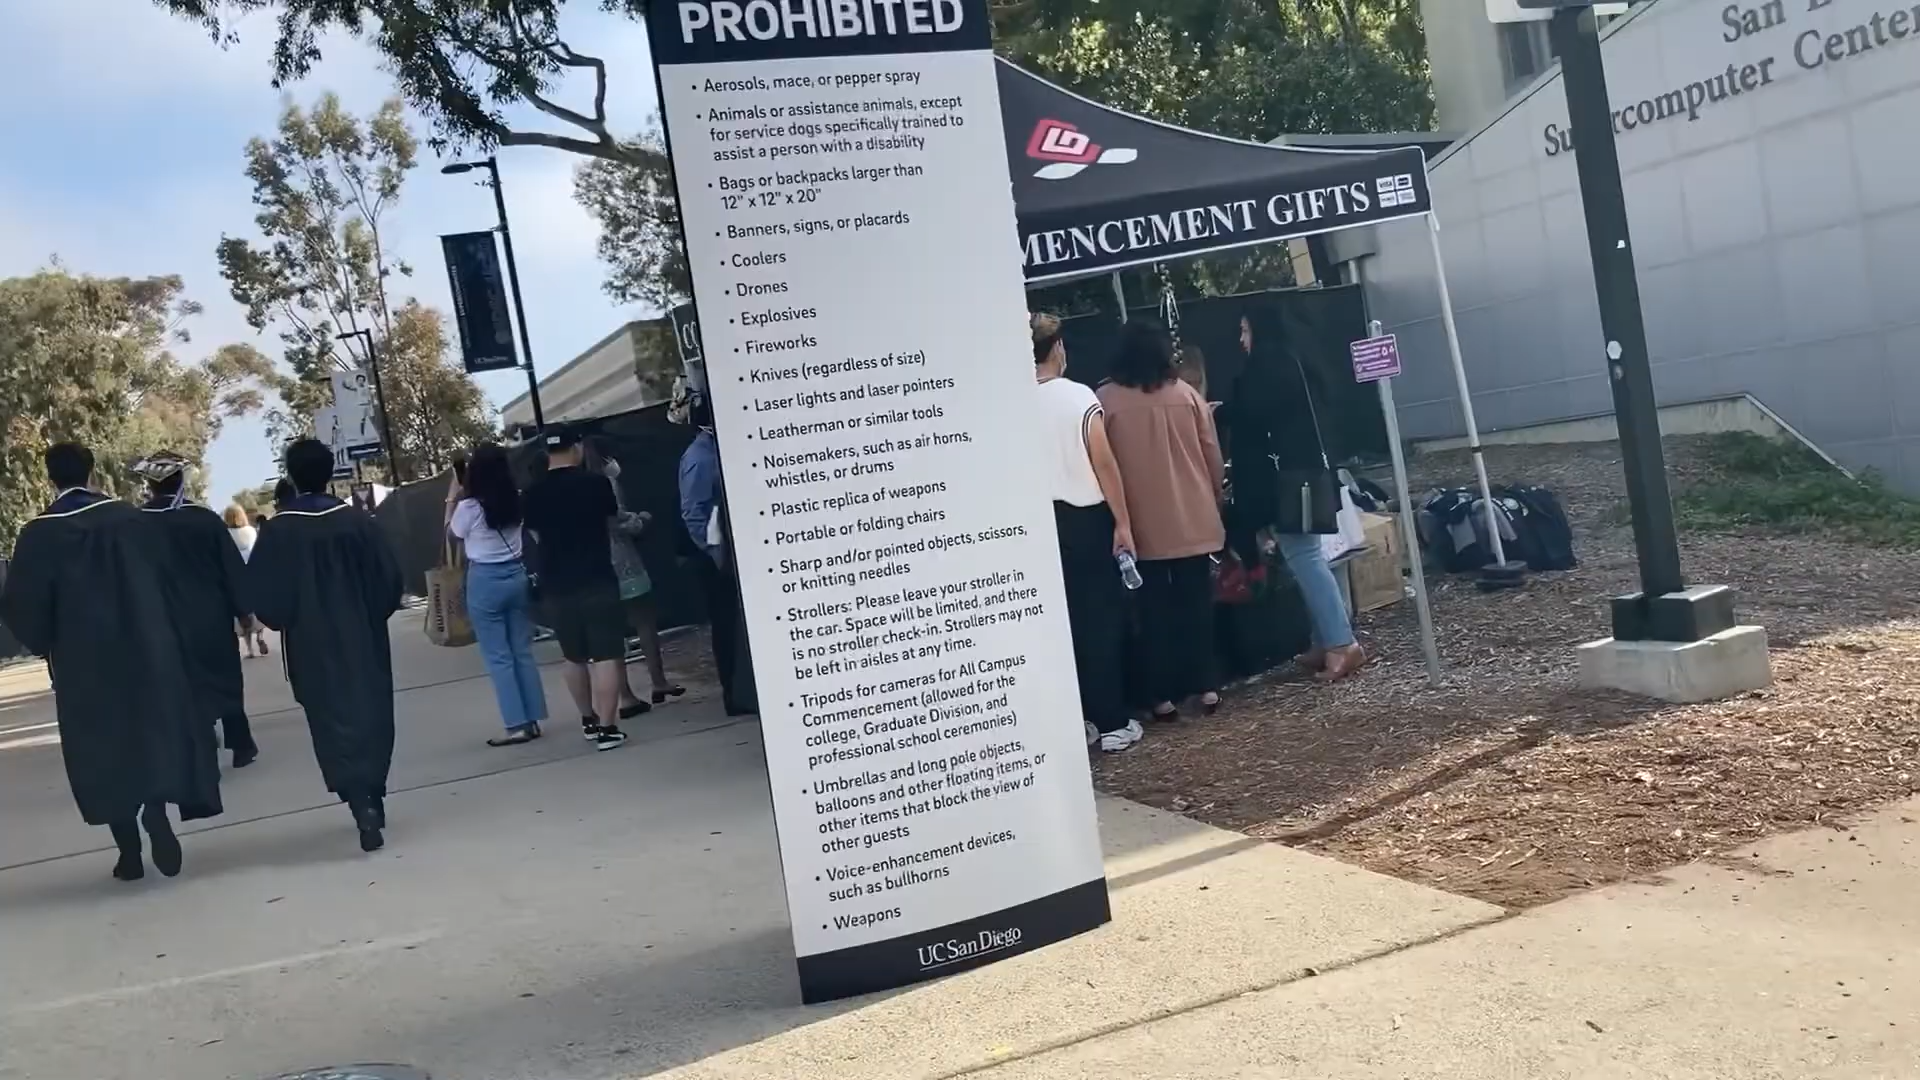 PROHIBITED
• Aerosols, mace, or pepper spray
• Animals or assistance animals, except
for service dogs specifically trained to
assist a person with a disability
• Bags or backpacks larger than
12" x 12" x 20"
• Banners, signs, or placards
• Coolers
• Drones
• Explosives
• Fireworks
• Knives (regardless of size)
• Laser lights and laser pointers
• Leatherman or similar tools
• Noisemakers, such as air horns,
whistles, or drums
• Plastic replica of weapons
• Portable or folding chairs
• Sharp and/or pointed objects, scissors,
or knitting needles
• Strollers: Please leave your stroller in
the car. Space will be limited, and there
is no stroller check-in. Strollers may not
be left in aisles at any time.
• Tripods for cameras for All Campus
Commencement (allowed for the
college, Graduate Division, and
professional school ceremonies)
• Umbrellas and long pole objects,
balloons and other floating items, or
other items that block the view of
other guests
• Voice-enhancement devices,
such as bullhorns
• Weapons
UC San Diego
MENCEMENT GIFTS
San
Supercomputer Center
UC San Diego